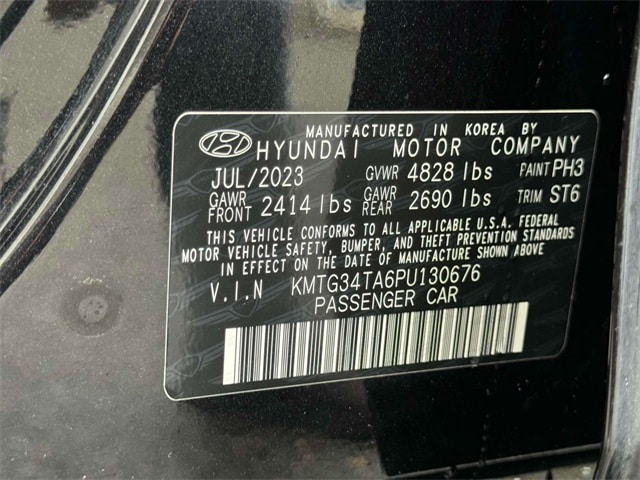 MANUFACTURED IN KOREA BY
HYUNDAI MOTOR COMPANY
JUL/2023 GVWR 4828 lbs PAINT PH3
GAWR FRONT 2414 lbs GAWR REAR 2690 lbs TRIM ST6
THIS VEHICLE CONFORMS TO ALL APPLICABLE U.S.A. FEDERAL
MOTOR VEHICLE SAFETY, BUMPER, AND THEFT PREVENTION STANDARDS
IN EFFECT ON THE DATE OF MANUFACTURE SHOWN ABOVE
V.I.N KMTG34TA6PU130676
PASSENGER CAR